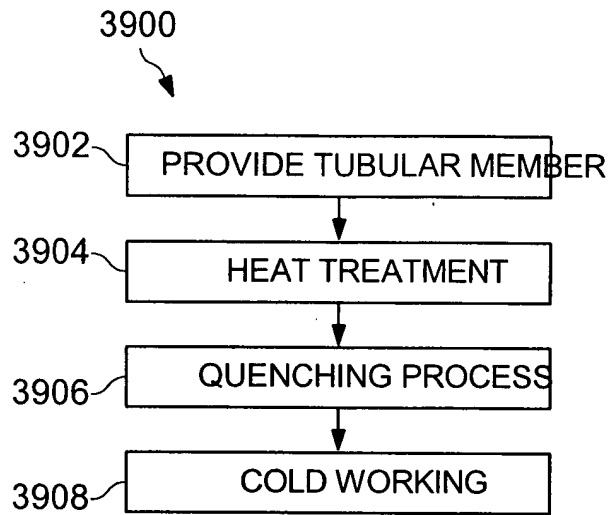 3900
3902 PROVIDE TUBULAR MEMBER
3904 HEAT TREATMENT
3906 QUENCHING PROCESS
3908 COLD WORKING